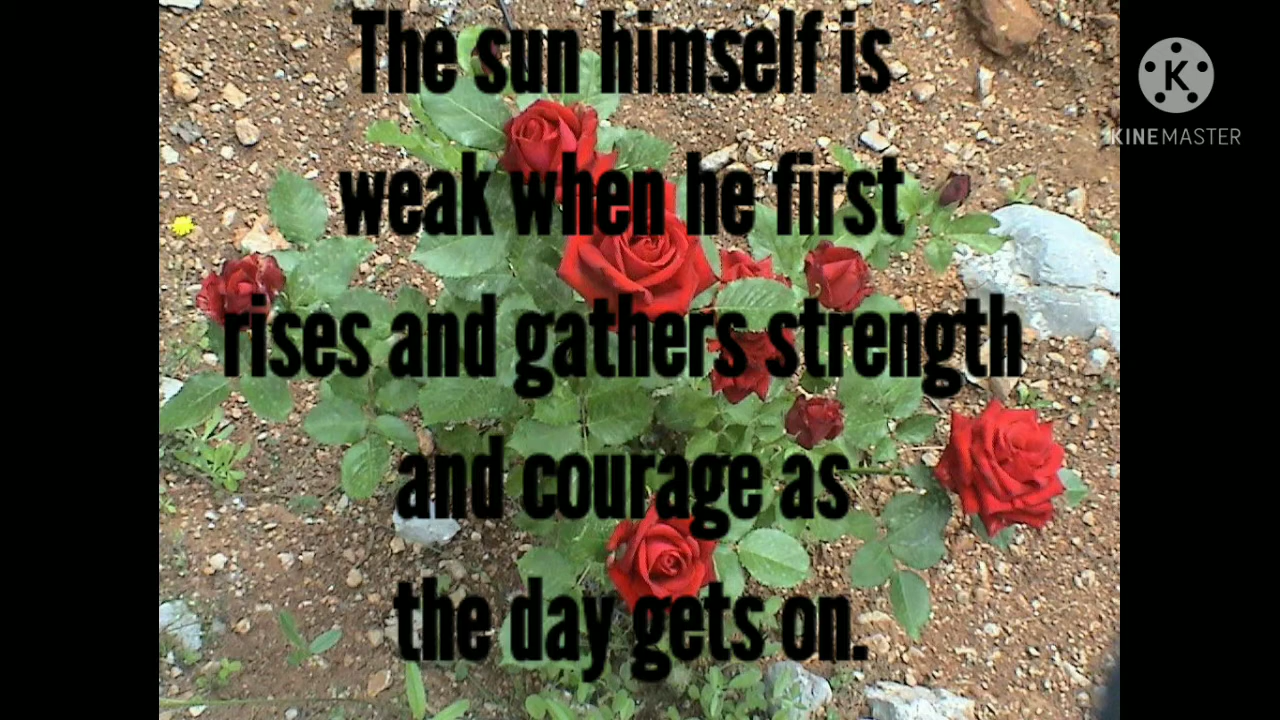 The sun himself is
weak when he first
rises and gathers strength
and courage as
the day gets on.
KINEMASTER